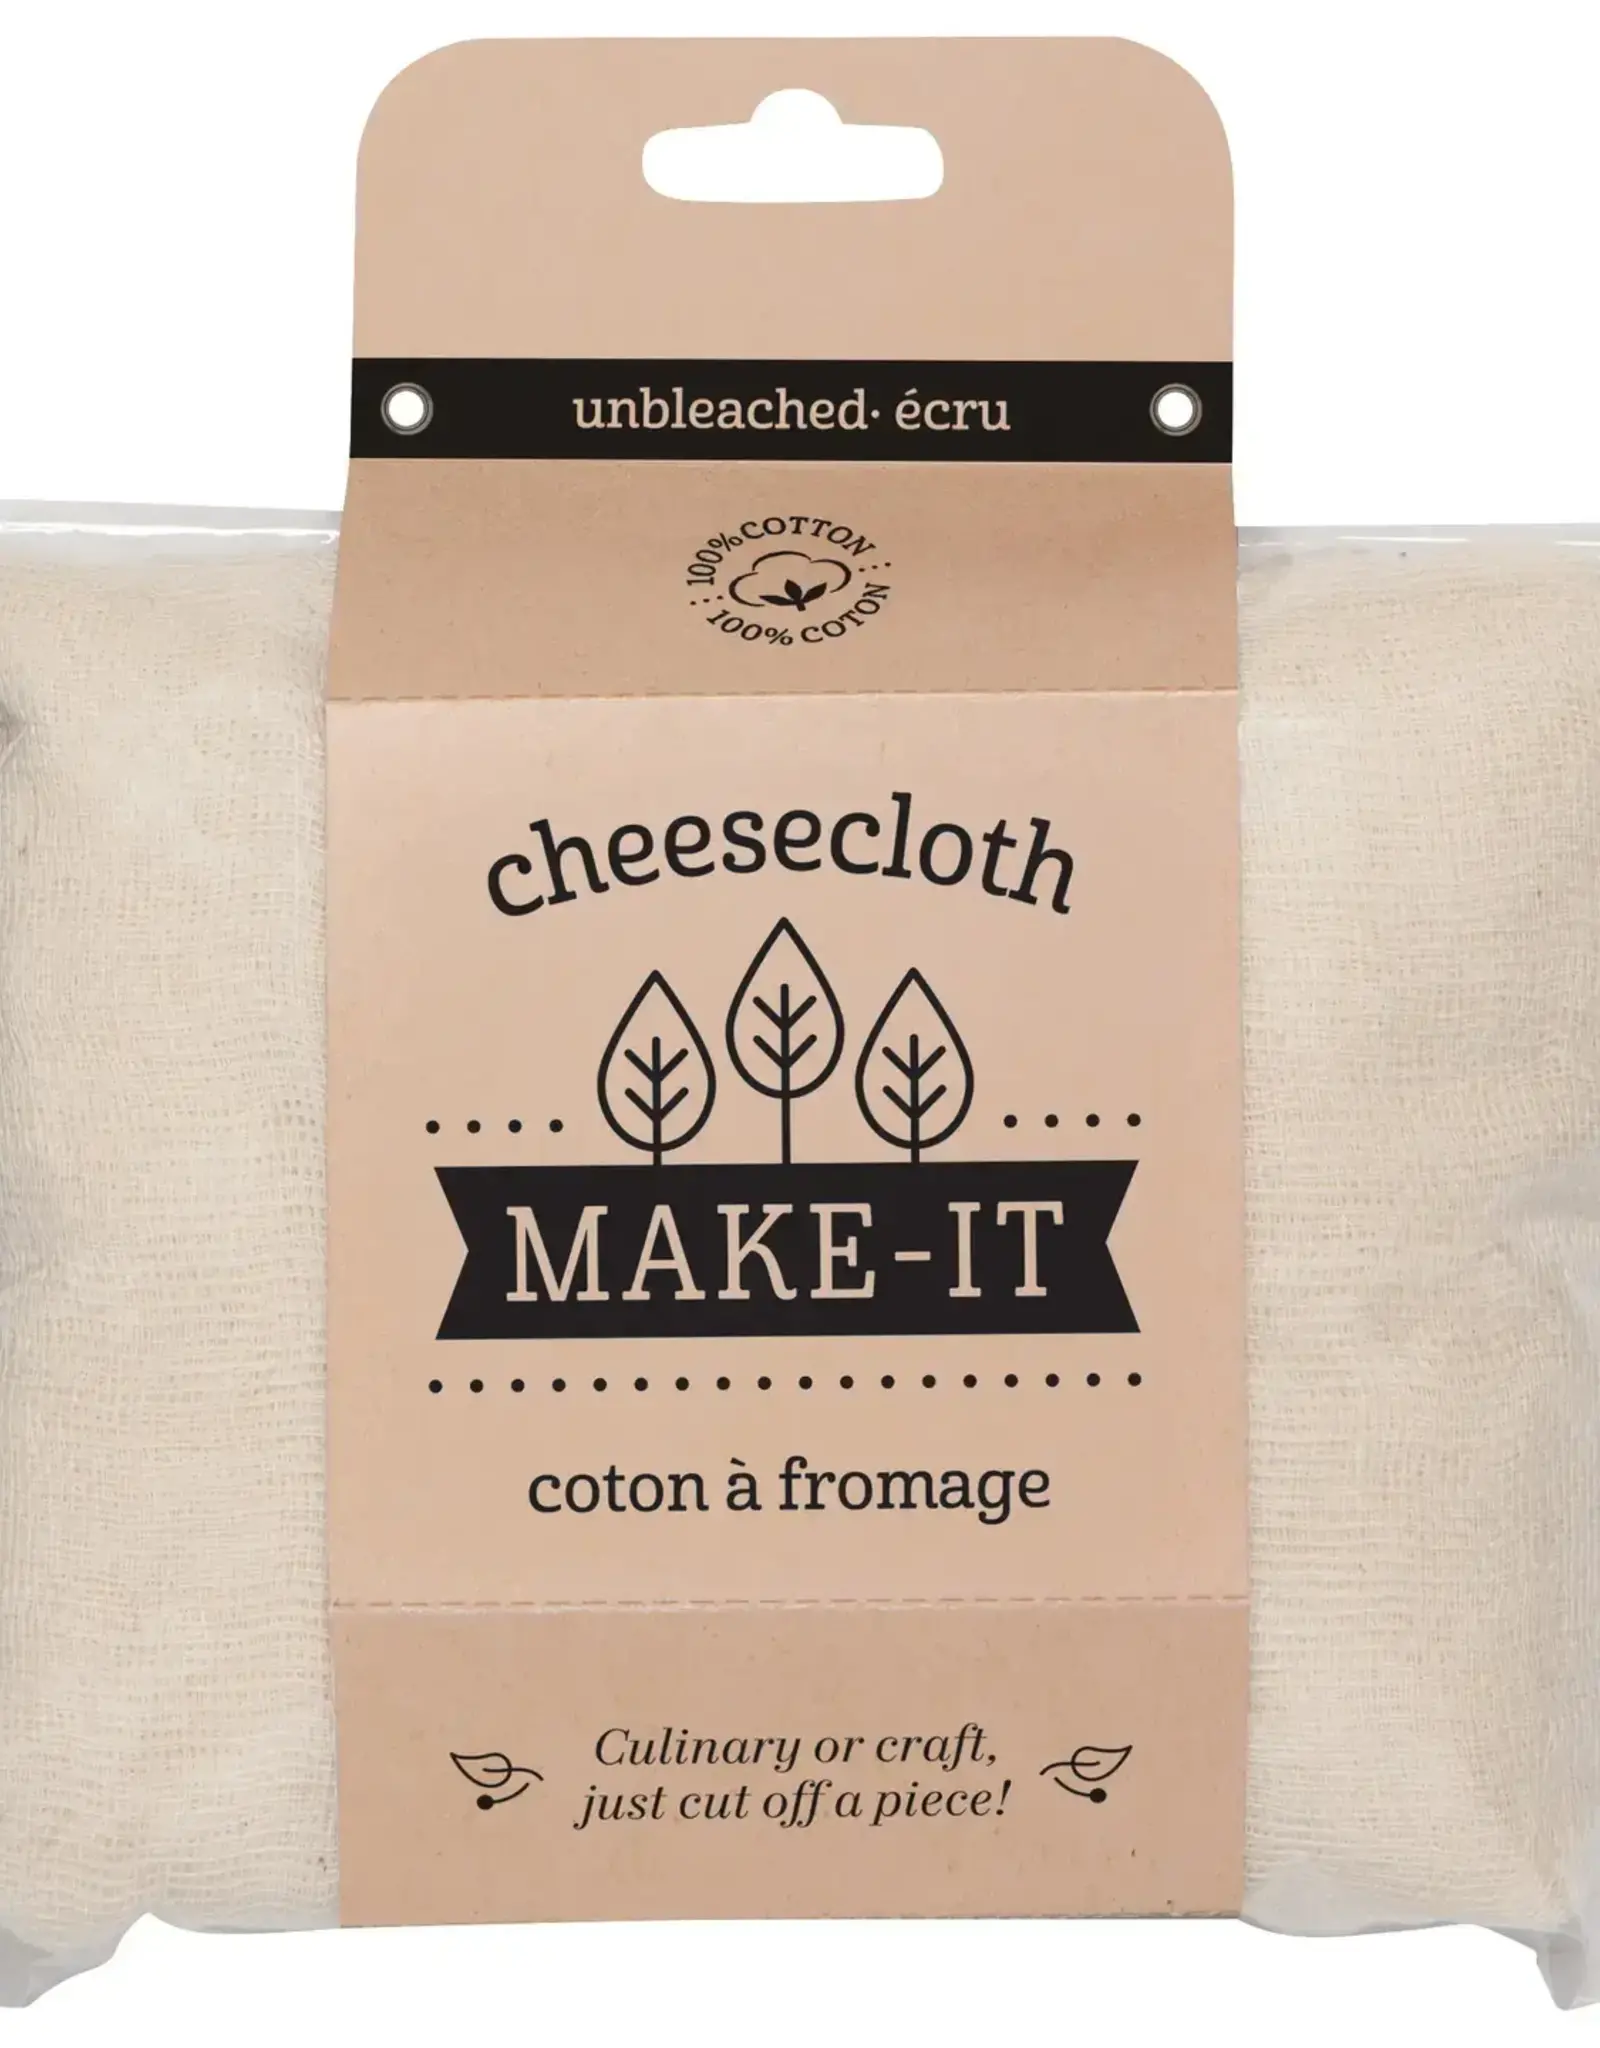 unbleached· écru
100% COTTON
100% COTON
cheesecloth
MAKE-IT
coton à fromage
Culinary or craft,
just cut off a piece!